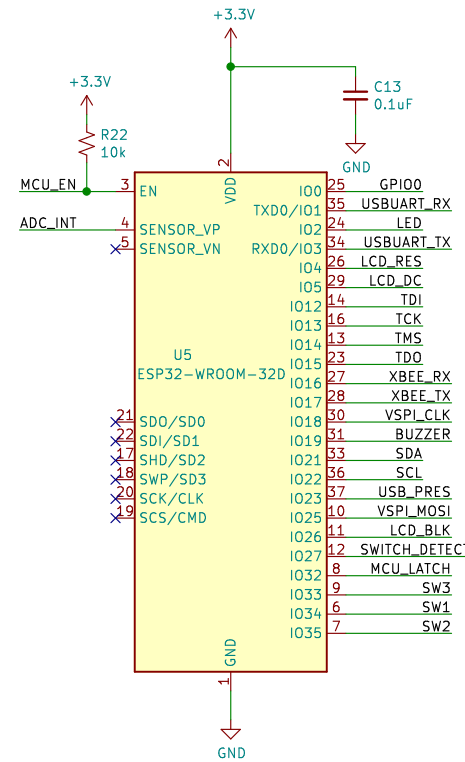 +3.3V
+3.3V
C13
0.1uF
R22
10k
GND
2
VDD
MCU_EN 3 EN
IO0 25 GPIO0
TXD0/IO1 35 USBUART_RX
ADC_INT 4 SENSOR_VP
IO2 24 LED
5 SENSOR_VN
RXD0/IO3 34 USBUART_TX
IO4 26 LCD_RES
IO5 29 LCD_DC
IO12 14 TDI
IO13 16 TCK
IO14 13 TMS
U5
IO15 23 TDO
ESP32-WROOM-32D
IO16 27 XBEE_RX
IO17 28 XBEE_TX
21 SDO/SD0
IO18 30 VSPI_CLK
22 SDI/SD1
IO19 31 BUZZER
17 SHD/SD2
IO21 33 SDA
18 SWP/SD3
IO22 36 SCL
20 SCK/CLK
IO23 37 USB_PRES
19 SCS/CMD
IO25 10 VSPI_MOSI
IO26 11 LCD_BLK
IO27 12 SWITCH_DETECT
IO32 8 MCU_LATCH
IO33 9 SW3
IO34 6 SW1
IO35 7 SW2
GND
1
GND